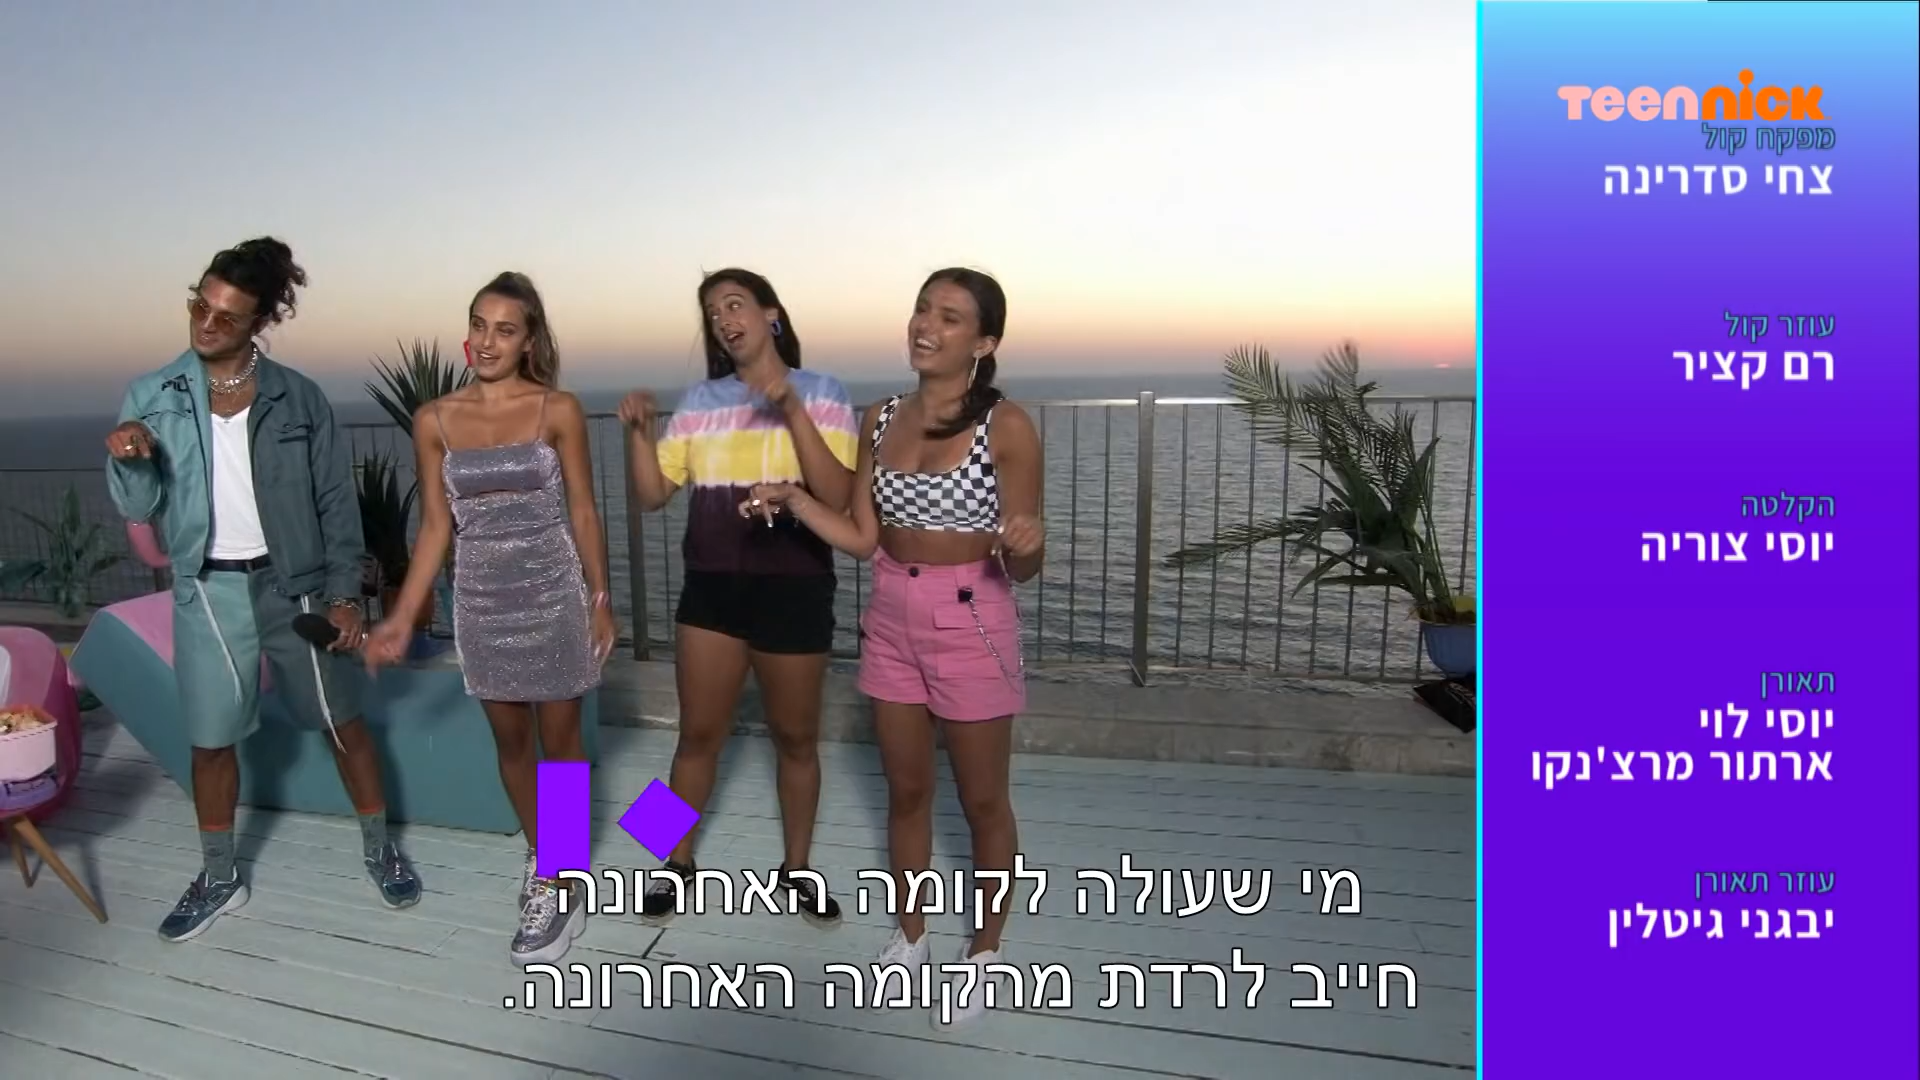 TEENNICK
מפקח קול
צחי סדרינה
עוזר קול
רם קציר
הקלטה
יוסי צוריה
תאורן
יוסי לוי
ארתור מרצ'נקו
עוזר תאורן
יבגני גיטלין
מי שעולה לקומה האחרונה
חייב לרדת מהקומה האחרונה.